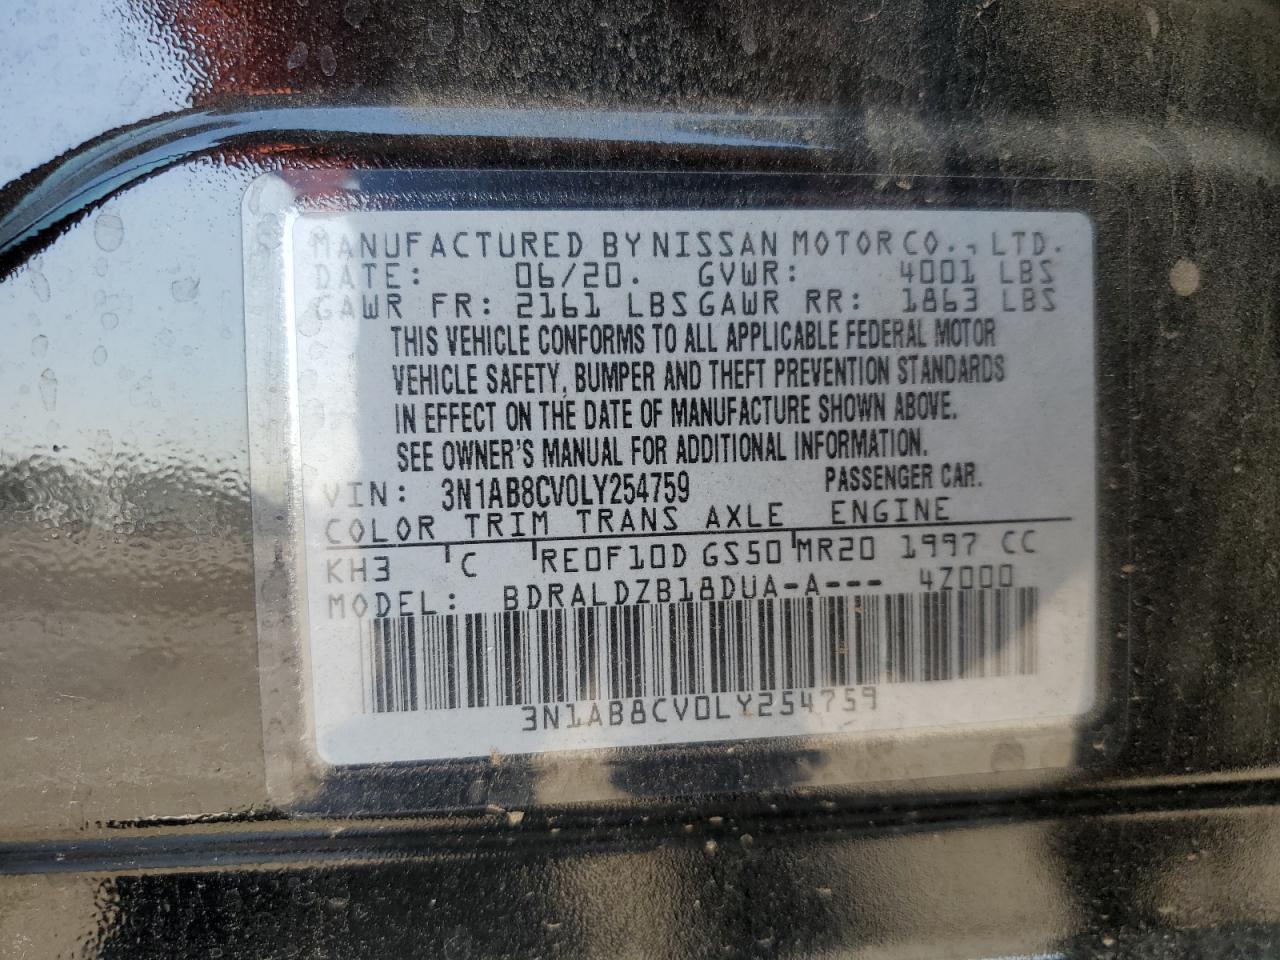 MANUFACTURED BY NISSAN MOTOR CO., LTD.
DATE: 06/20. GVWR: 4001 LBS
GAWR FR: 2161 LBS GAWR RR: 1863 LBS
THIS VEHICLE CONFORMS TO ALL APPLICABLE FEDERAL MOTOR
VEHICLE SAFETY, BUMPER AND THEFT PREVENTION STANDARDS
IN EFFECT ON THE DATE OF MANUFACTURE SHOWN ABOVE.
SEE OWNER'S MANUAL FOR ADDITIONAL INFORMATION.
VIN: 3N1AB8CV0LY254759 PASSENGER CAR.
COLOR TRIM TRANS AXLE ENGINE
KH3 C RE0F10D GS50 MR20 1997 CC
MODEL: BDRALDZB18DUA-A--- 4Z000
3N1AB8CV0LY254759